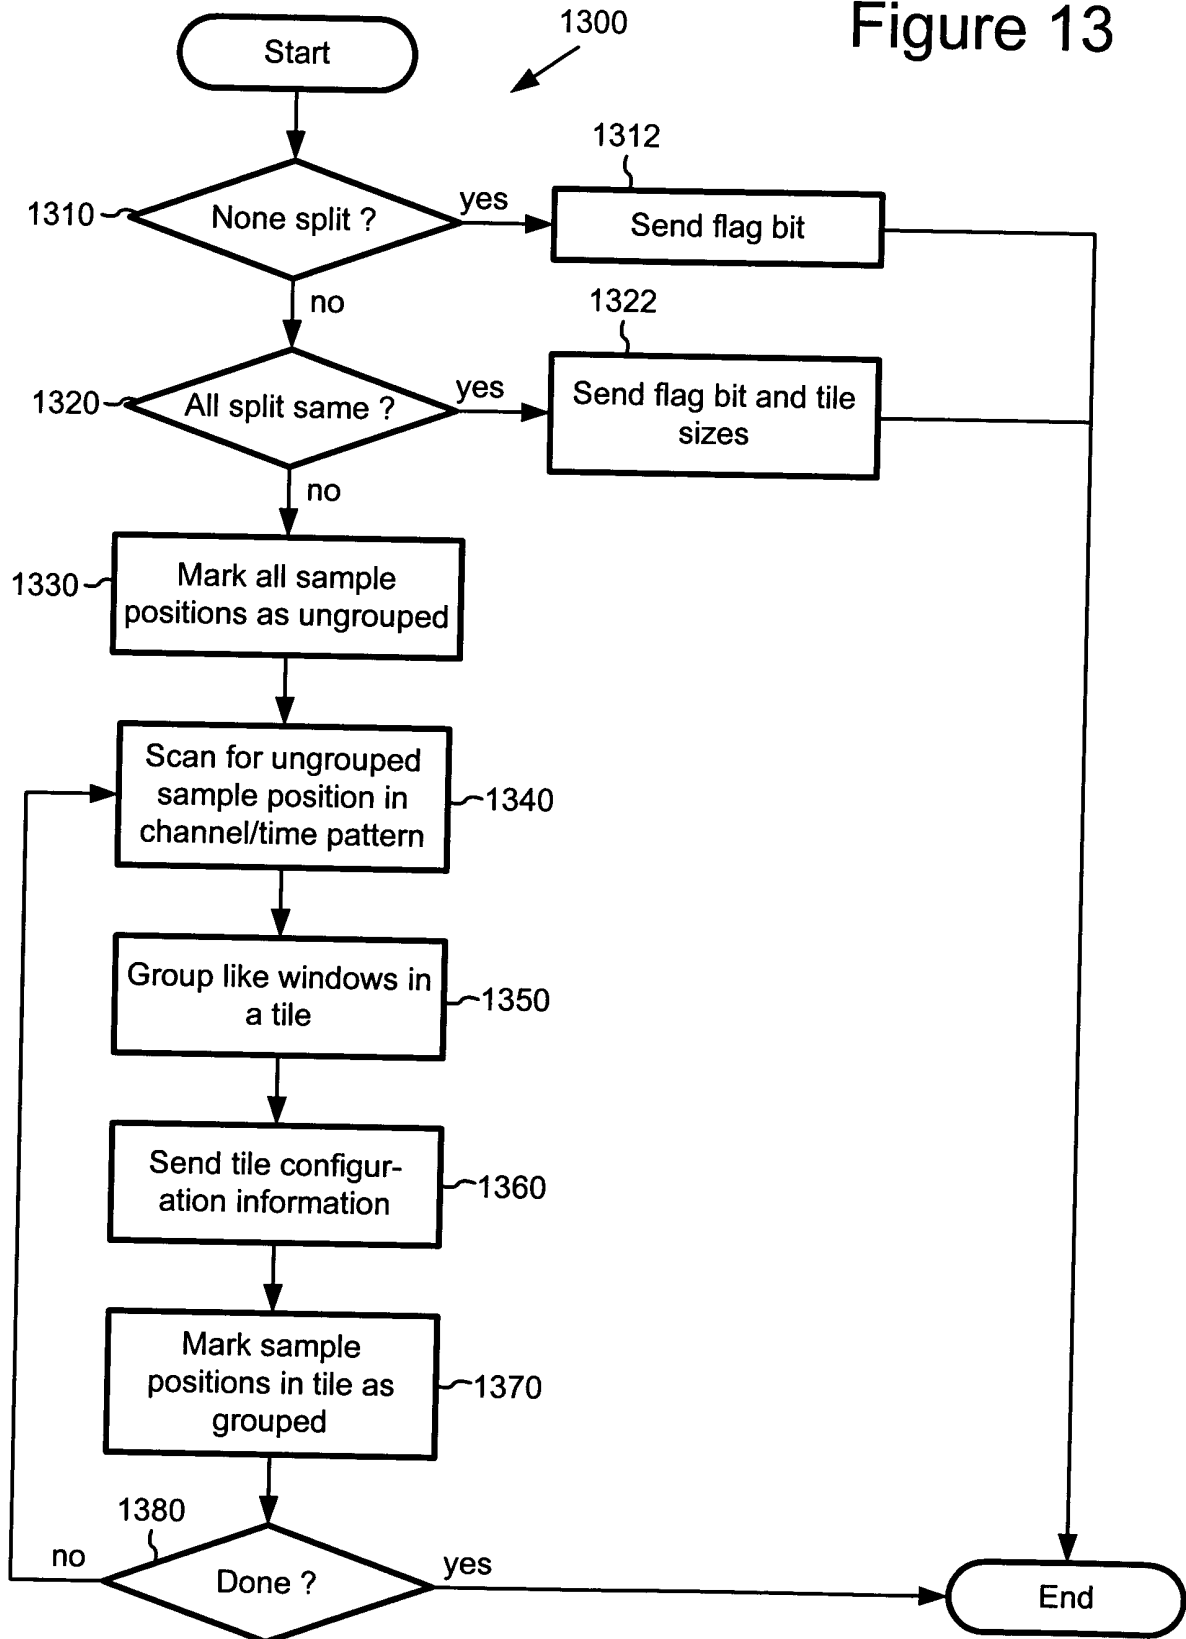 Figure 13
1300
Start
1312
1310
None split ?
yes
Send flag bit
no
1322
1320
All split same ?
yes
Send flag bit and tile
sizes
no
1330
Mark all sample
positions as ungrouped
Scan for ungrouped
sample position in
channel/time pattern
1340
Group like windows in
a tile
1350
Send tile configur-
ation information
1360
Mark sample
positions in tile as
grouped
1370
1380
no
Done ?
yes
End